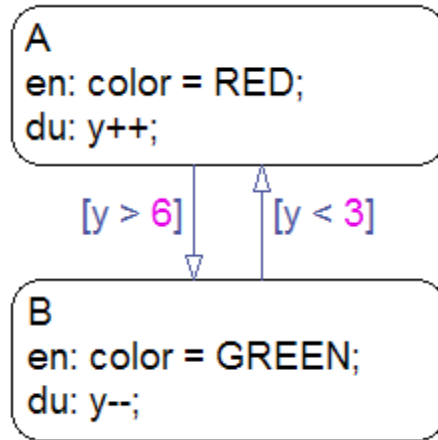 A
en: color = RED;
du: y++;
[y > 6] [y < 3]
B
en: color = GREEN;
du: y--;